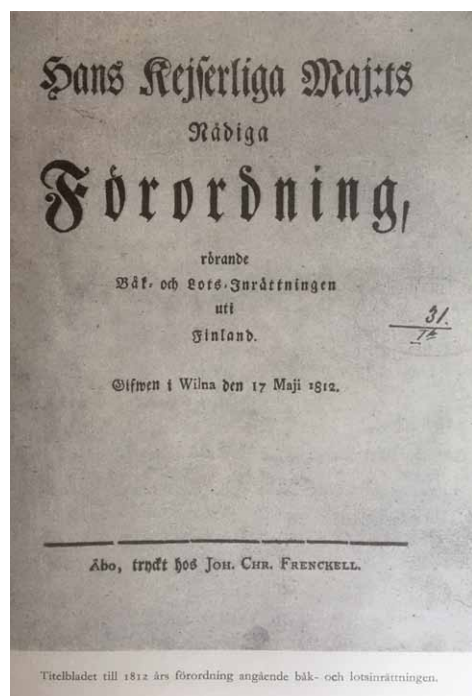 Hans Kejserliga Maj:ts
Nådiga
Förordning,
rörande
Båk- och Lots-Inrättningen
uti
Finland.
31.
Gifwen i Wilna den 17 Maji 1812.
Åbo, tryckt hos JOH. CHR. FRENCKELL.
Titelbladet till 1812 års förordning angående båk- och lotsinrättningen.